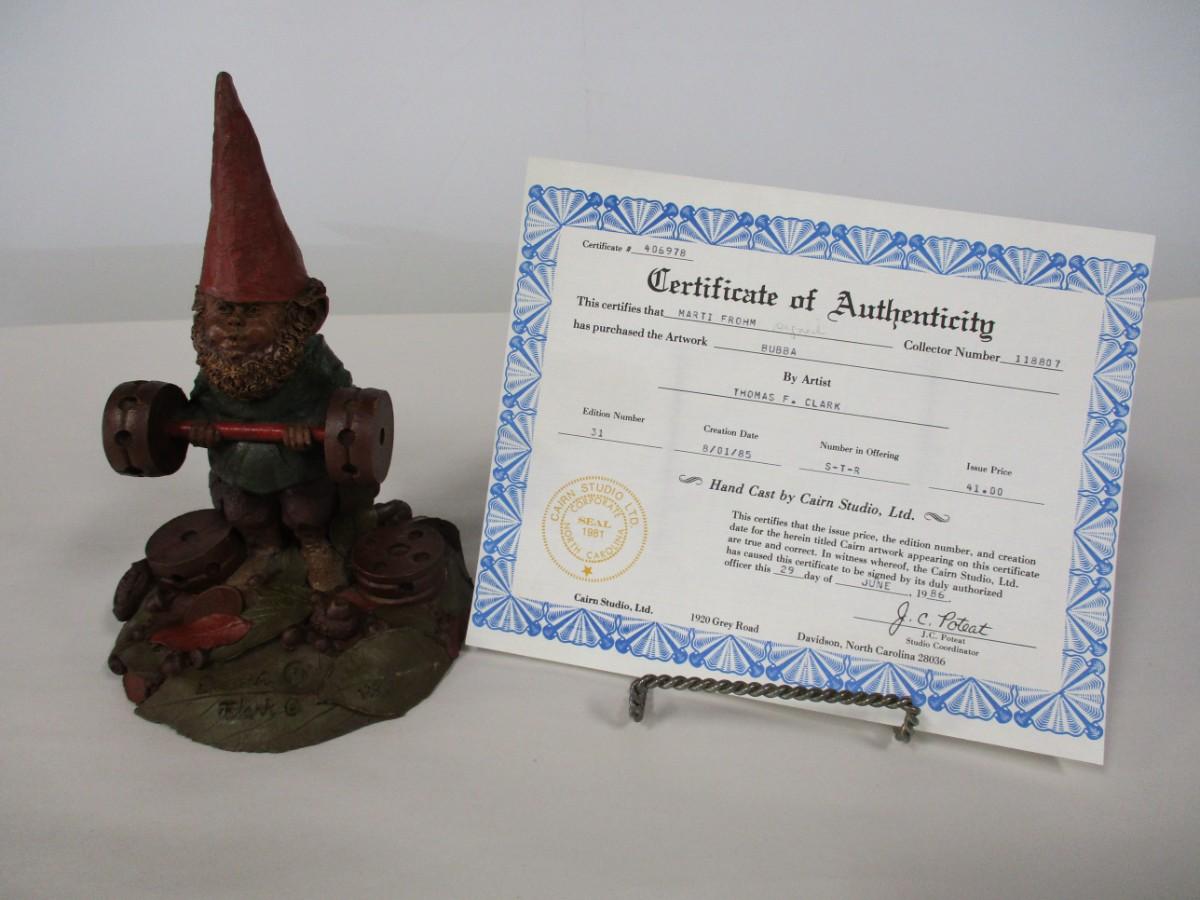 Certificate # 406978
Certificate of Authenticity
This certifies that MARTI FROHM signed Collector Number 118807
has purchased the Artwork BUBBA
By Artist
THOMAS F. CLARK
Edition Number
31
Creation Date
8/01/85
Number in Offering
S-T-R
Issue Price
41.00
Hand Cast by Cairn Studio, Ltd.
This certifies that the issue price, the edition number, and creation
date for the herein titled Cairn artwork appearing on this certificate
are true and correct. In witness whereof, the Cairn Studio, Ltd.
has caused this certificate to be signed by its duly authorized
officer this 29 day of JUNE, 1986.
J.C. Poteat
J.C. Poteat
Studio Coordinator
CAIRN STUDIO LTD.
CORPORATE
SEAL
1981
NORTH CAROLINA
Cairn Studio, Ltd.
1920 Grey Road
Davidson, North Carolina 28036
Clark ©